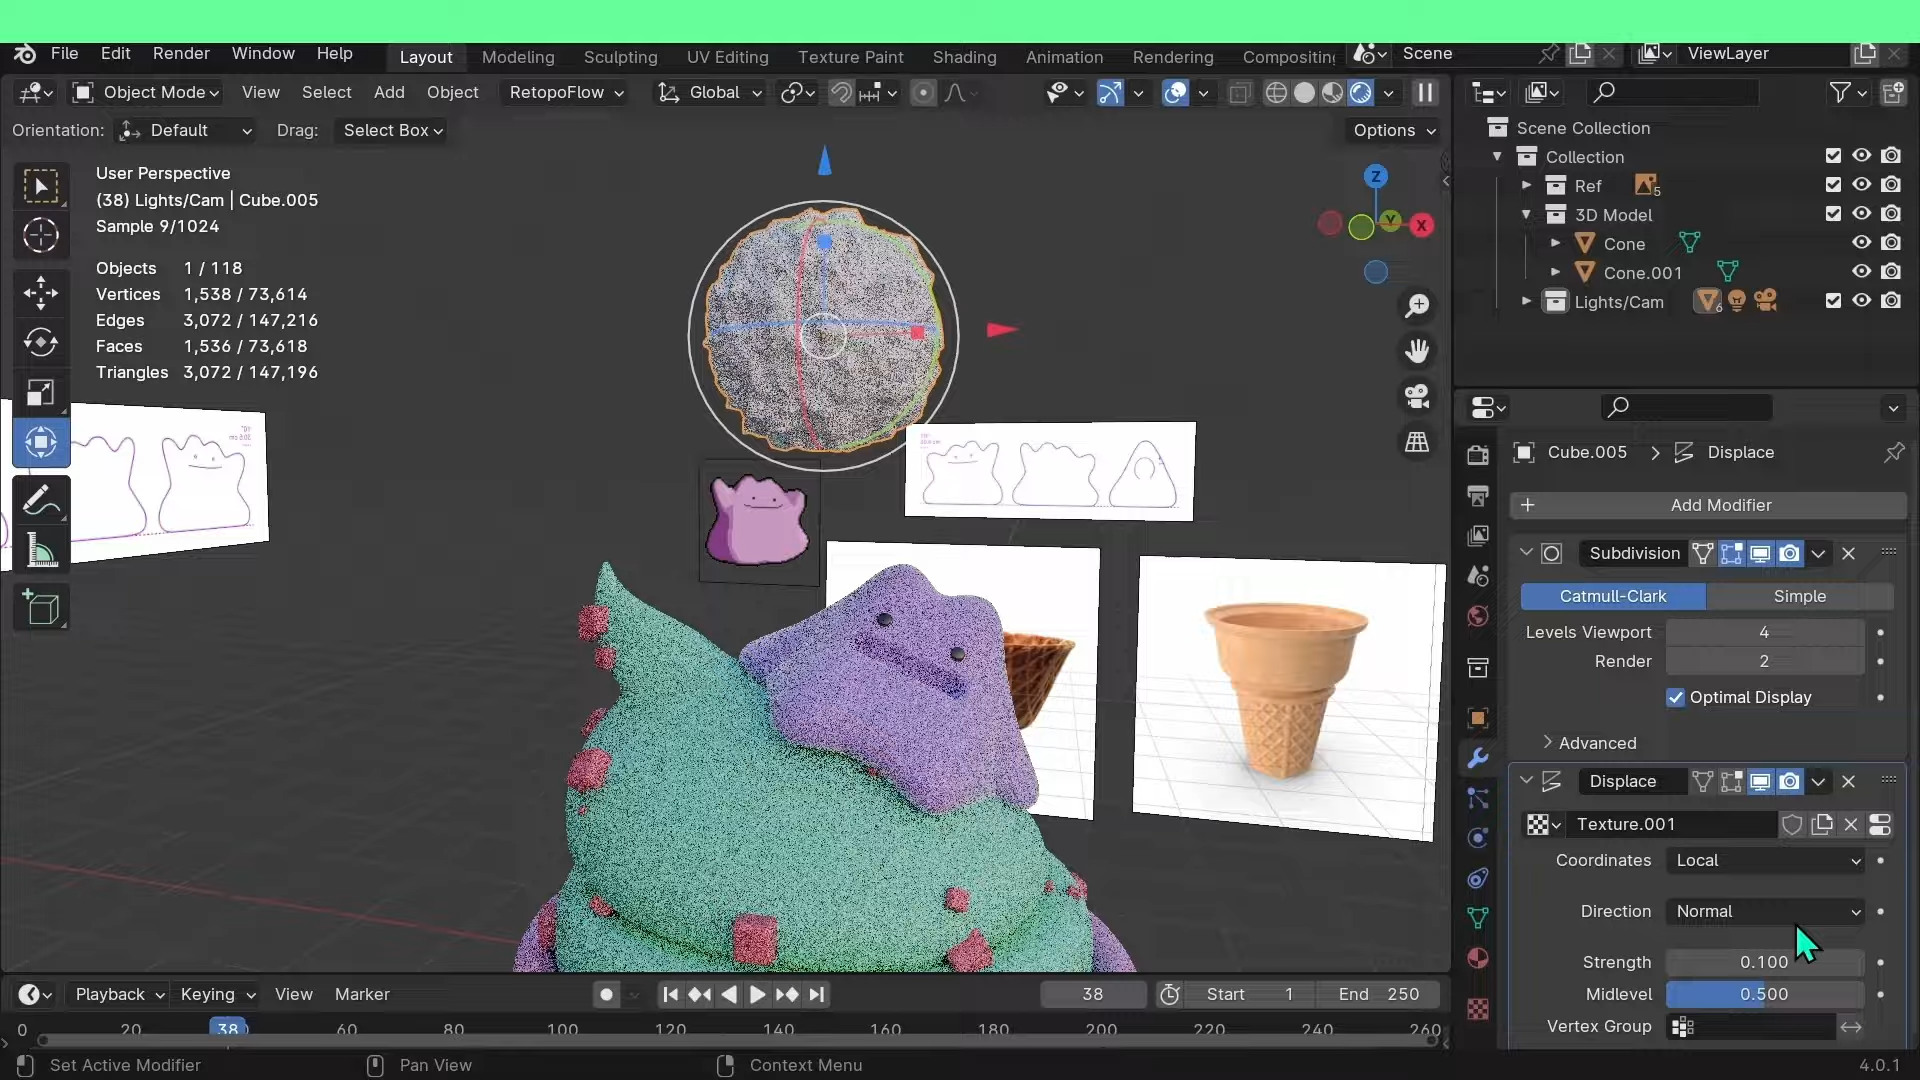 File Edit Render Window Help Layout Modeling Sculpting UV Editing Texture Paint Shading Animation Rendering Compositing Scene ViewLayer
Object Mode View Select Add Object RetopoFlow Global
Orientation: Default Drag: Select Box Options
User Perspective
(38) Lights/Cam | Cube.005
Sample 9/1024
Objects 1 / 118
Vertices 1,538 / 73,614
Edges 3,072 / 147,216
Faces 1,536 / 73,618
Triangles 3,072 / 147,196
Z
Y
X
Scene Collection
Collection
Ref 5
3D Model
Cone
Cone.001
Lights/Cam 6
Cube.005 > Displace
+ Add Modifier
Subdivision
Catmull-Clark Simple
Levels Viewport 4
Render 2
Optimal Display
Advanced
Displace
Texture.001
Coordinates Local
Direction Normal
Strength 0.100
Midlevel 0.500
Vertex Group
Playback Keying View Marker 38 Start 1 End 250
0 20 38 60 80 100 120 140 160 180 200 220 240 260
Set Active Modifier Pan View Context Menu 4.0.1